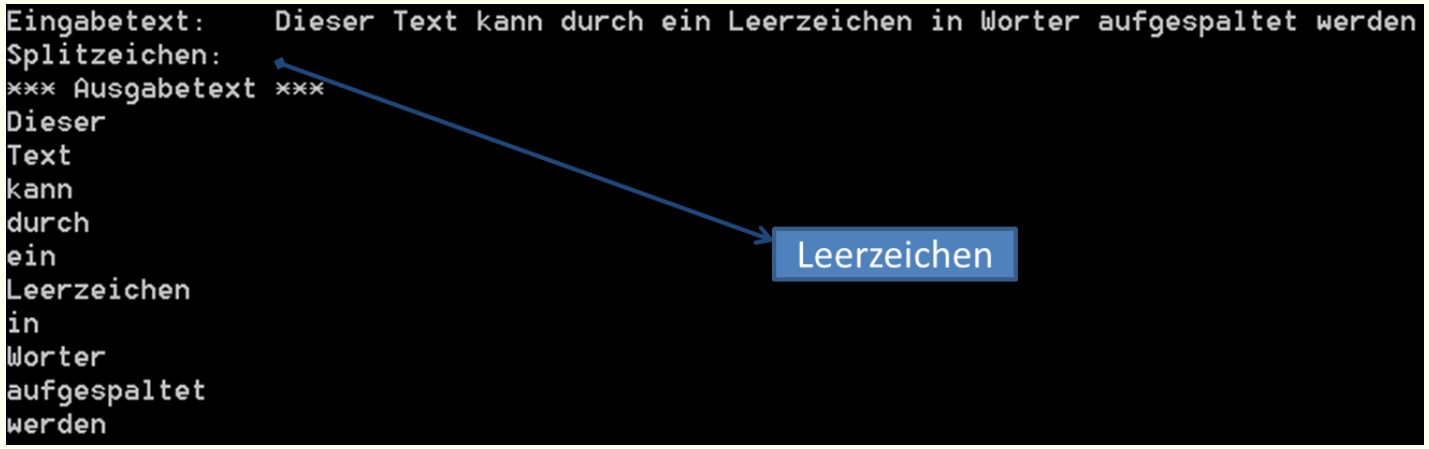 Eingabetext: Dieser Text kann durch ein Leerzeichen in Worter aufgespaltet werden
Splitzeichen:
*** Ausgabetext ***
Dieser
Text
kann
durch
ein
Leerzeichen
in
Worter
aufgespaltet
werden
Leerzeichen